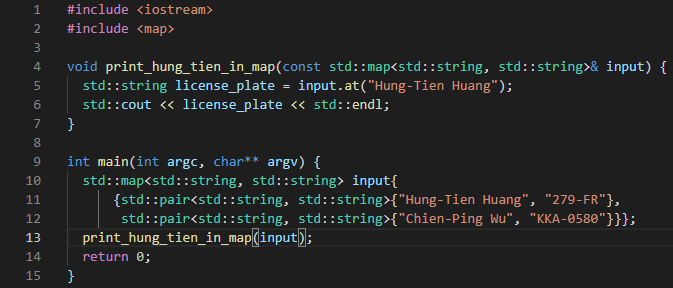 1 #include <iostream>
2 #include <map>
3
4 void print_hung_tien_in_map(const std::map<std::string, std::string>& input) {
5   std::string license_plate = input.at("Hung-Tien Huang");
6   std::cout << license_plate << std::endl;
7 }
8
9 int main(int argc, char** argv) {
10   std::map<std::string, std::string> input{
11       {std::pair<std::string, std::string>{"Hung-Tien Huang", "279-FR"},
12        std::pair<std::string, std::string>{"Chien-Ping Wu", "KKA-0580"}}};
13   print_hung_tien_in_map(input);
14   return 0;
15 }